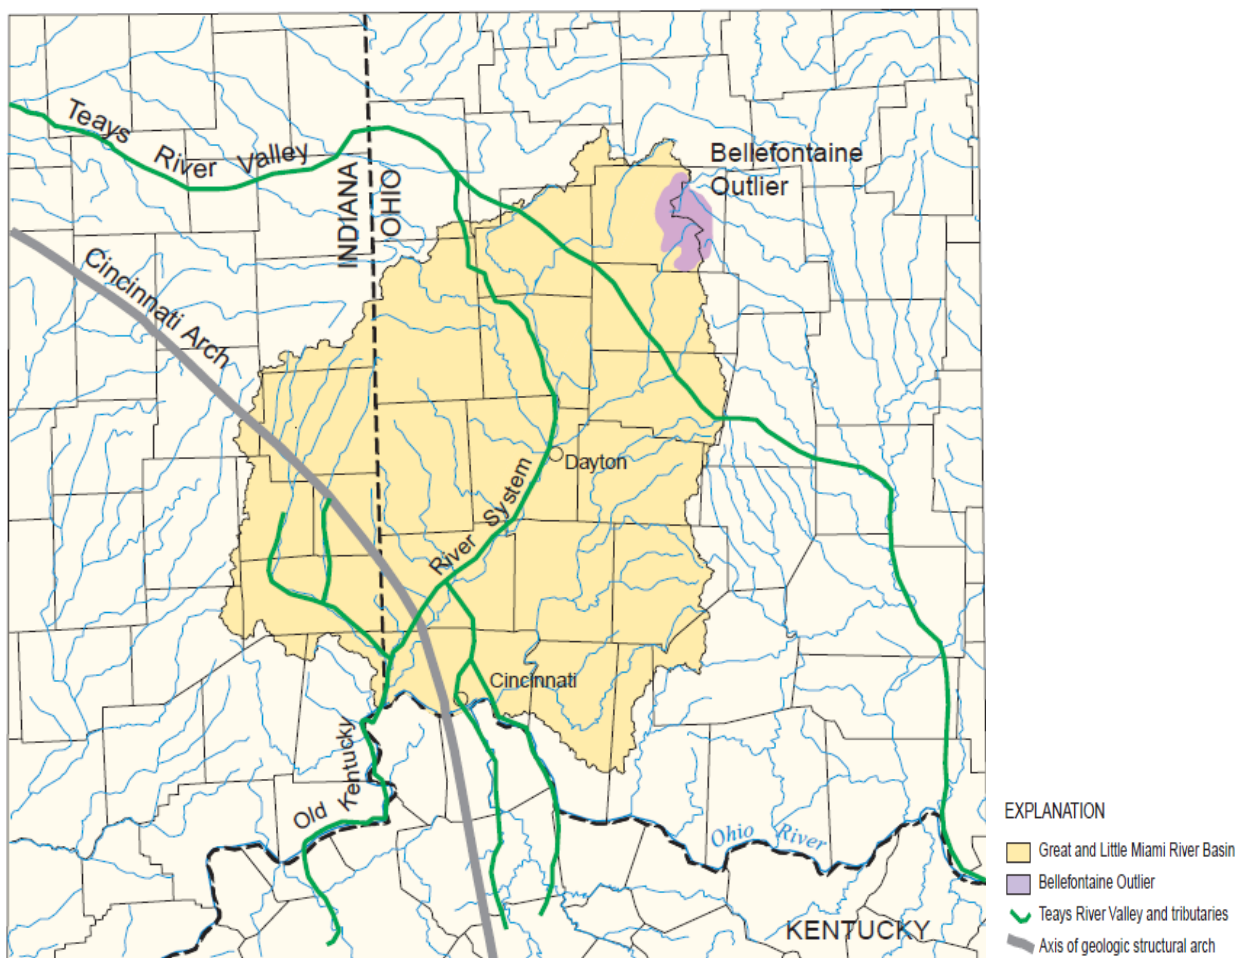 Teays River Valley
Bellefontaine
Outlier
INDIANA
OHIO
Cincinnati Arch
Dayton
River System
Cincinnati
Old Kentucky
Ohio River
KENTUCKY
EXPLANATION
Great and Little Miami River Basin
Bellefontaine Outlier
Teays River Valley and tributaries
Axis of geologic structural arch